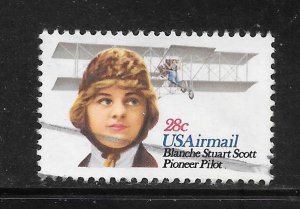 28c
USAirmail
Blanche Stuart Scott
Pioneer Pilot